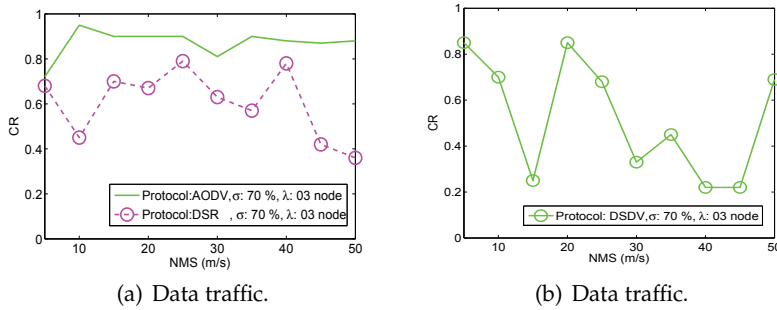 1
0.8
0.6
0.4
0.2
0
CR
10
20
30
40
50
NMS (m/s)
Protocol:AODV,σ: 70 %, λ: 03 node
Protocol:DSR ,σ: 70 %, λ: 03 node
(a) Data traffic.
1
0.8
0.6
0.4
0.2
0
CR
10
20
30
40
50
NMS (m/s)
Protocol: DSDV,σ: 70 %, λ: 03 node
(b) Data traffic.